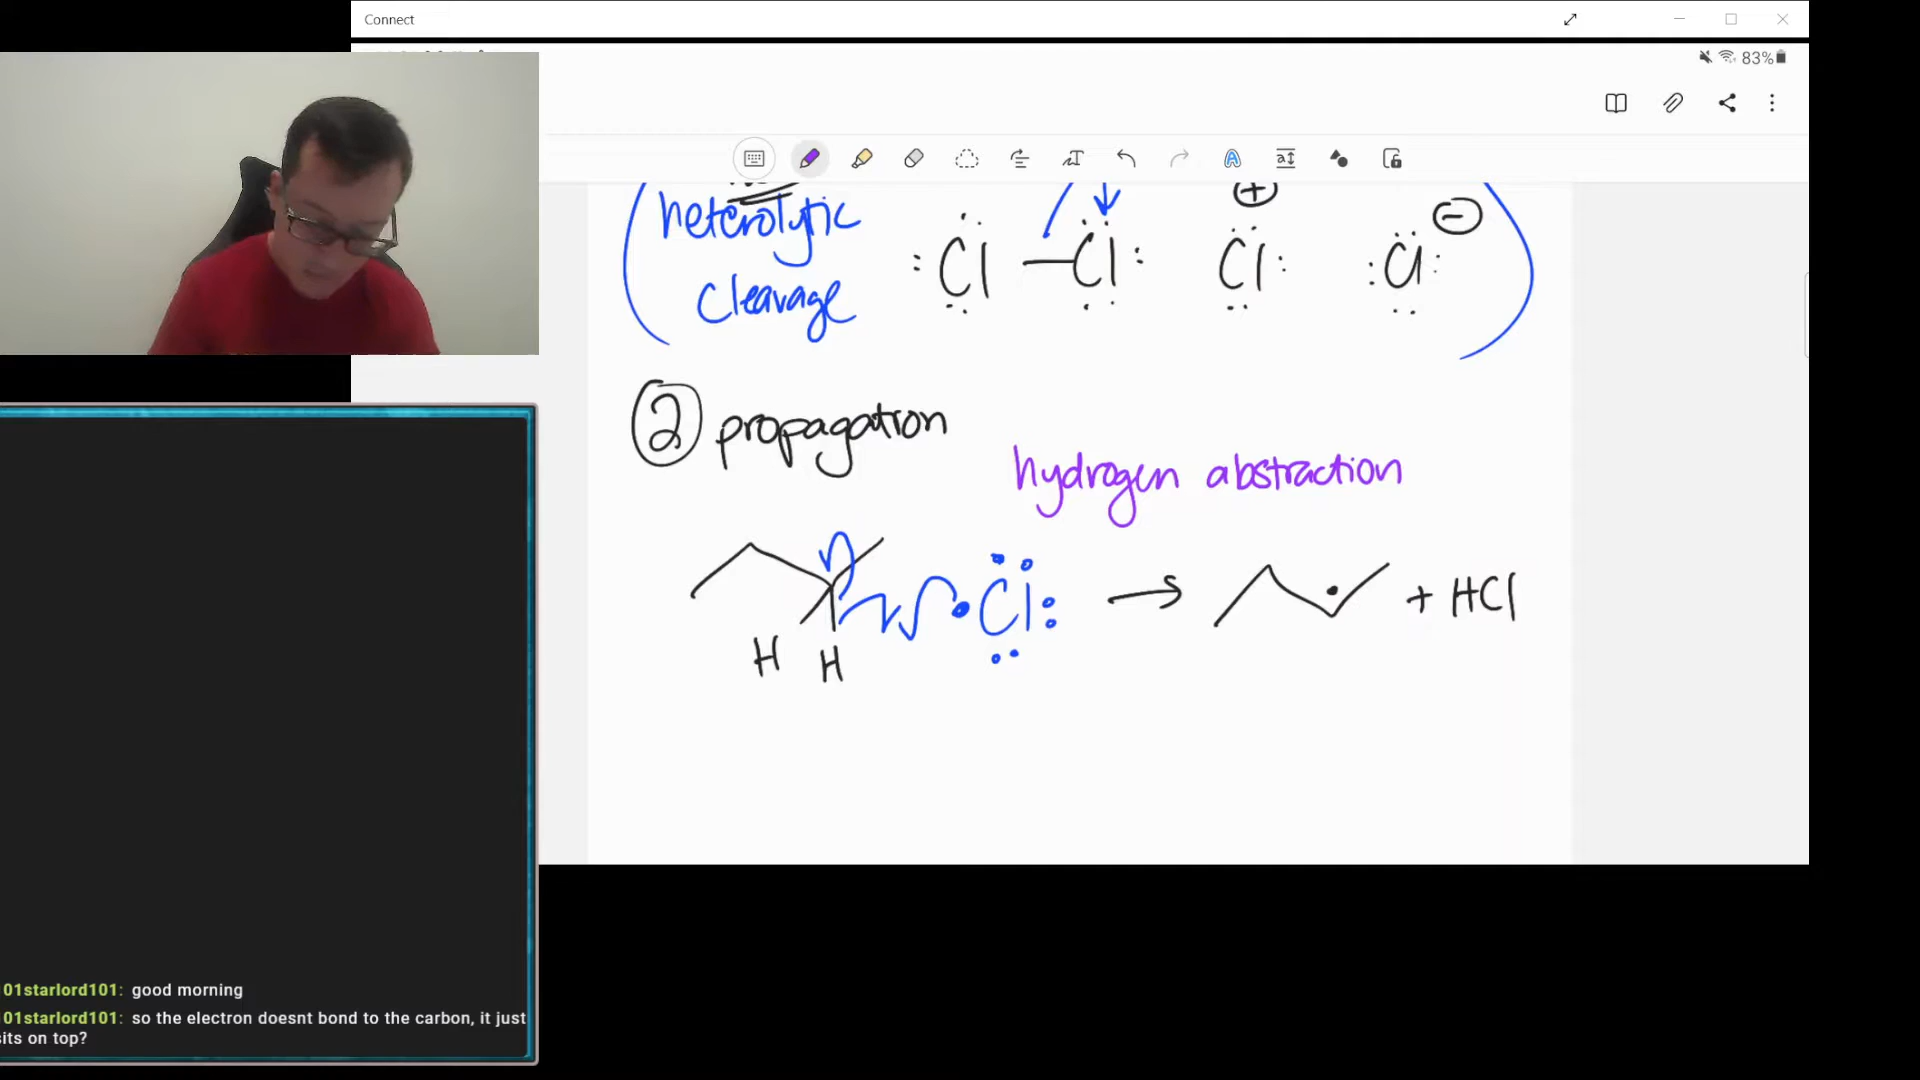 Connect
83%
heterolytic
cleavage
Cl — Cl
Cl
Cl
+
−
② propagation
hydrogen abstraction
H H
Cl
→
+ HCl
01starlord101: good morning
01starlord101: so the electron doesnt bond to the carbon, it just
sits on top?